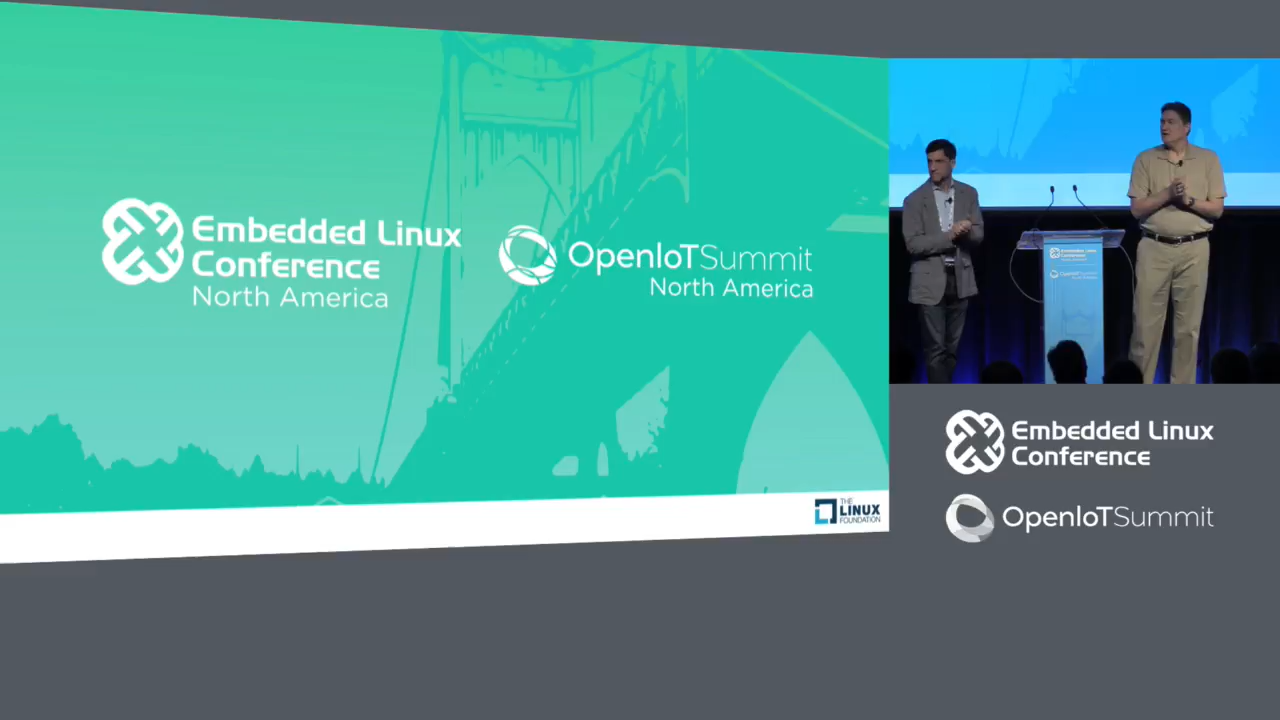 Embedded Linux
Conference
North America
OpenIoTSummit
North America
THE
LINUX
FOUNDATION
Embedded Linux
Conference
OpenIoTSummit